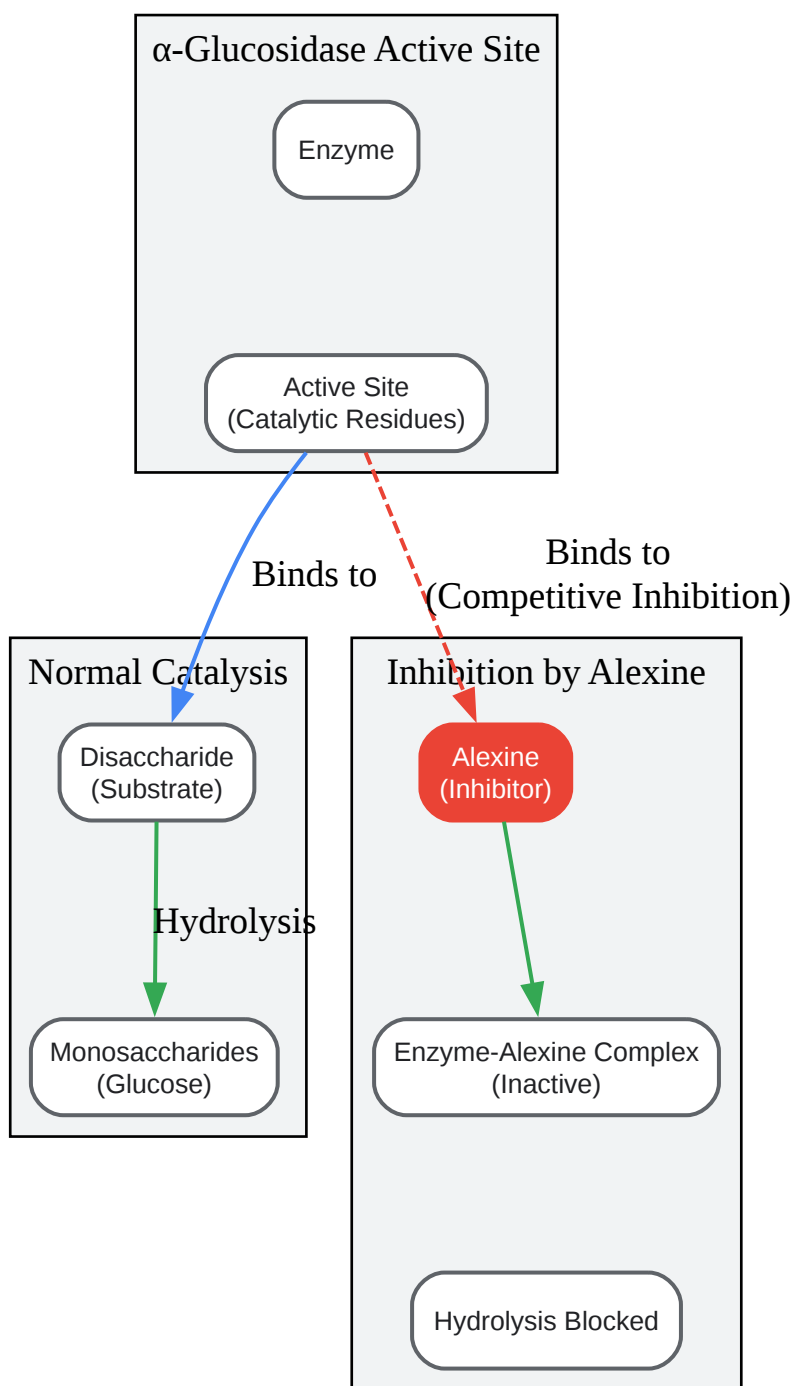 α-Glucosidase Active Site
Enzyme
Active Site
(Catalytic Residues)
Binds to
Binds to
(Competitive Inhibition)
Normal Catalysis
Disaccharide
(Substrate)
Hydrolysis
Monosaccharides
(Glucose)
Inhibition by Alexine
Alexine
(Inhibitor)
Enzyme-Alexine Complex
(Inactive)
Hydrolysis Blocked